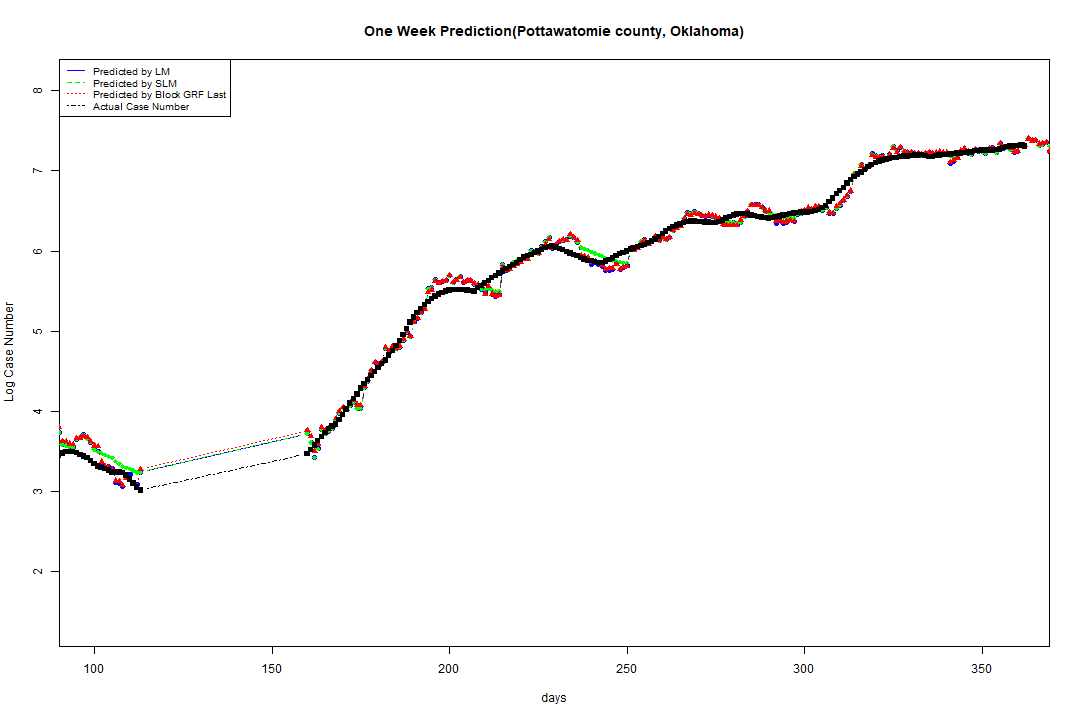 One Week Prediction(Pottawatomie county, Oklahoma)
Predicted by LM
Predicted by SLM
Predicted by Block GRF Last
Actual Case Number
8
7
6
5
4
3
2
Log Case Number
100 150 200 250 300 350
days